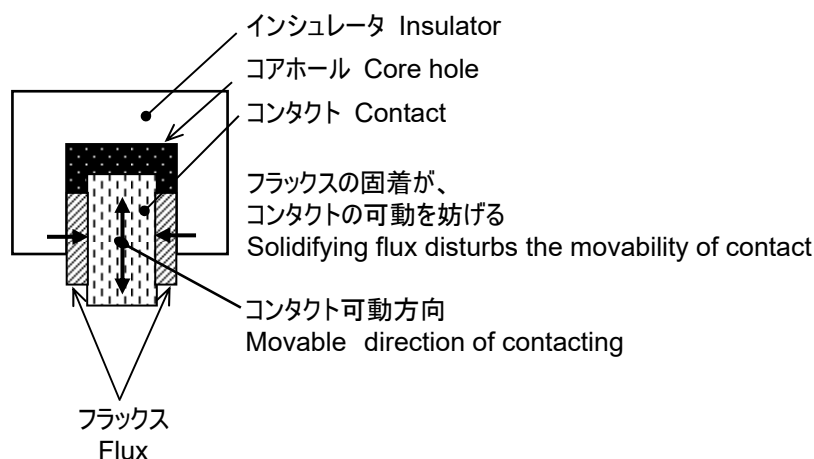 インシュレータ Insulator
コアホール Core hole
コンタクト Contact
フラックスの固着が、
コンタクトの可動を妨げる
Solidifying flux disturbs the movability of contact
コンタクト可動方向
Movable direction of contacting
フラックス
Flux